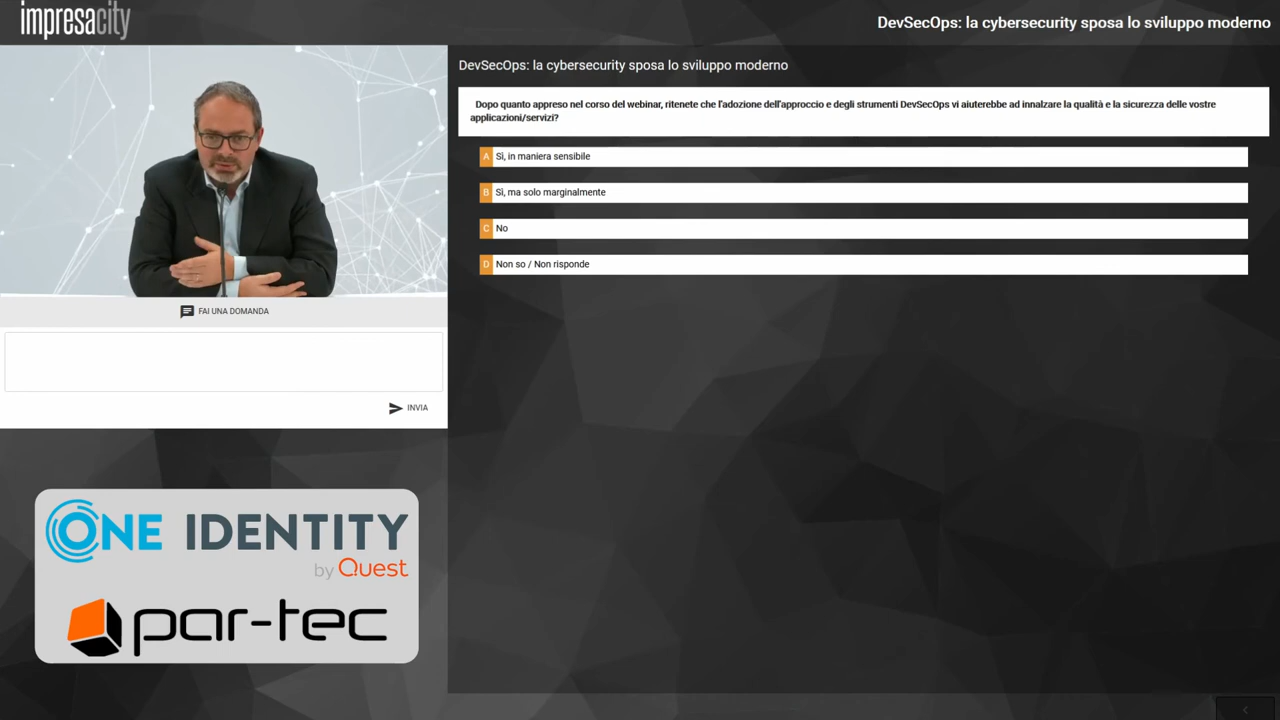 impresacity
DevSecOps: la cybersecurity sposa lo sviluppo moderno
DevSecOps: la cybersecurity sposa lo sviluppo moderno
Dopo quanto appreso nel corso del webinar, ritenete che l'adozione dell'approccio e degli strumenti DevSecOps vi aiuterebbe ad innalzare la qualità e la sicurezza delle vostre
applicazioni/servizi?
A Sì, in maniera sensibile
B Sì, ma solo marginalmente
C No
D Non so / Non risponde
FAI UNA DOMANDA
INVIA
ONE IDENTITY
by Quest
par-tec